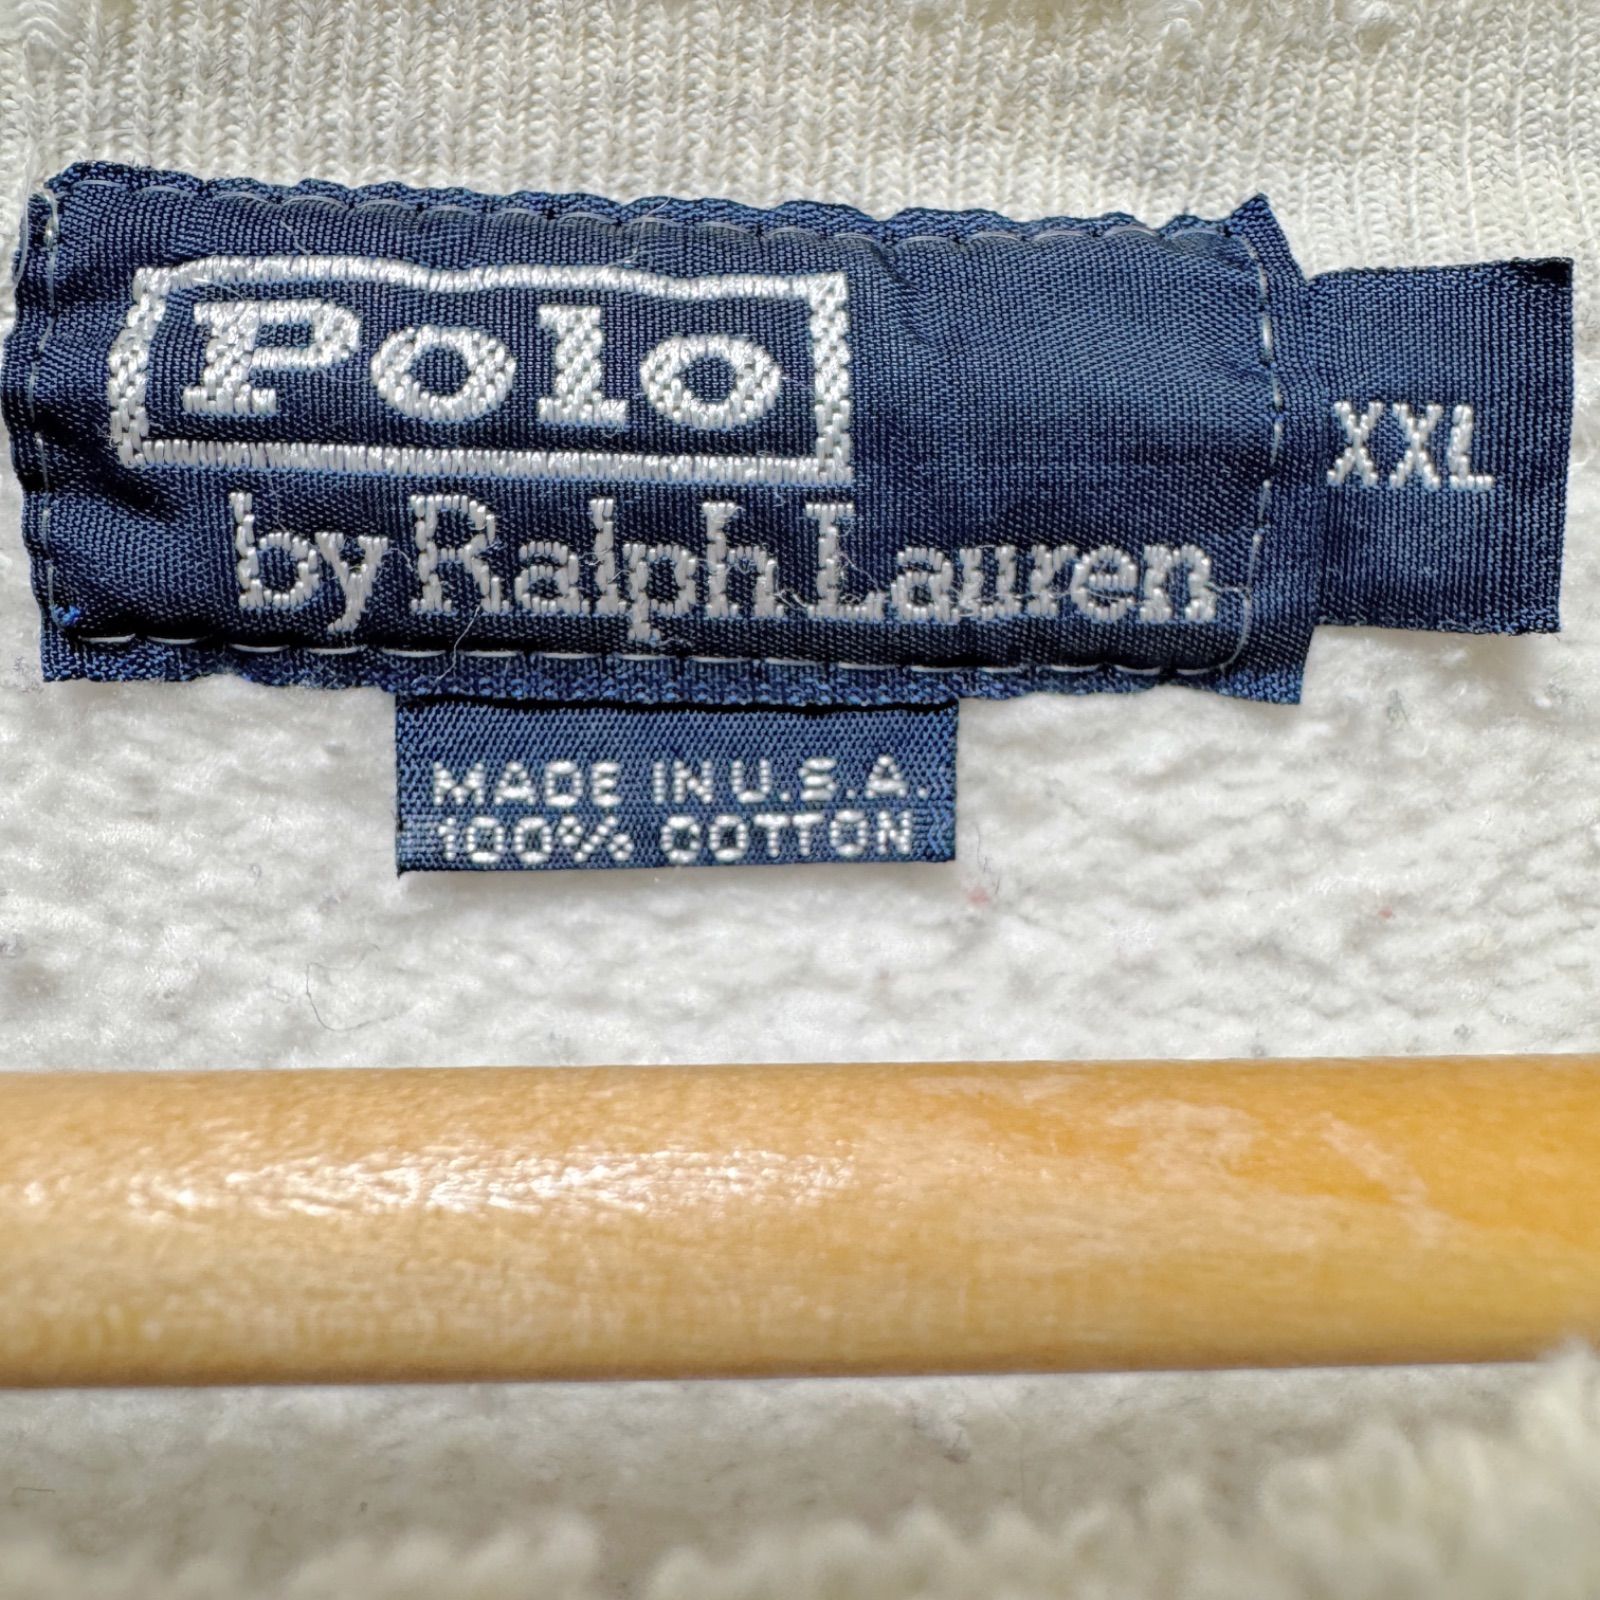 Polo
by Ralph Lauren
XXL
MADE IN U.S.A.
100% COTTON